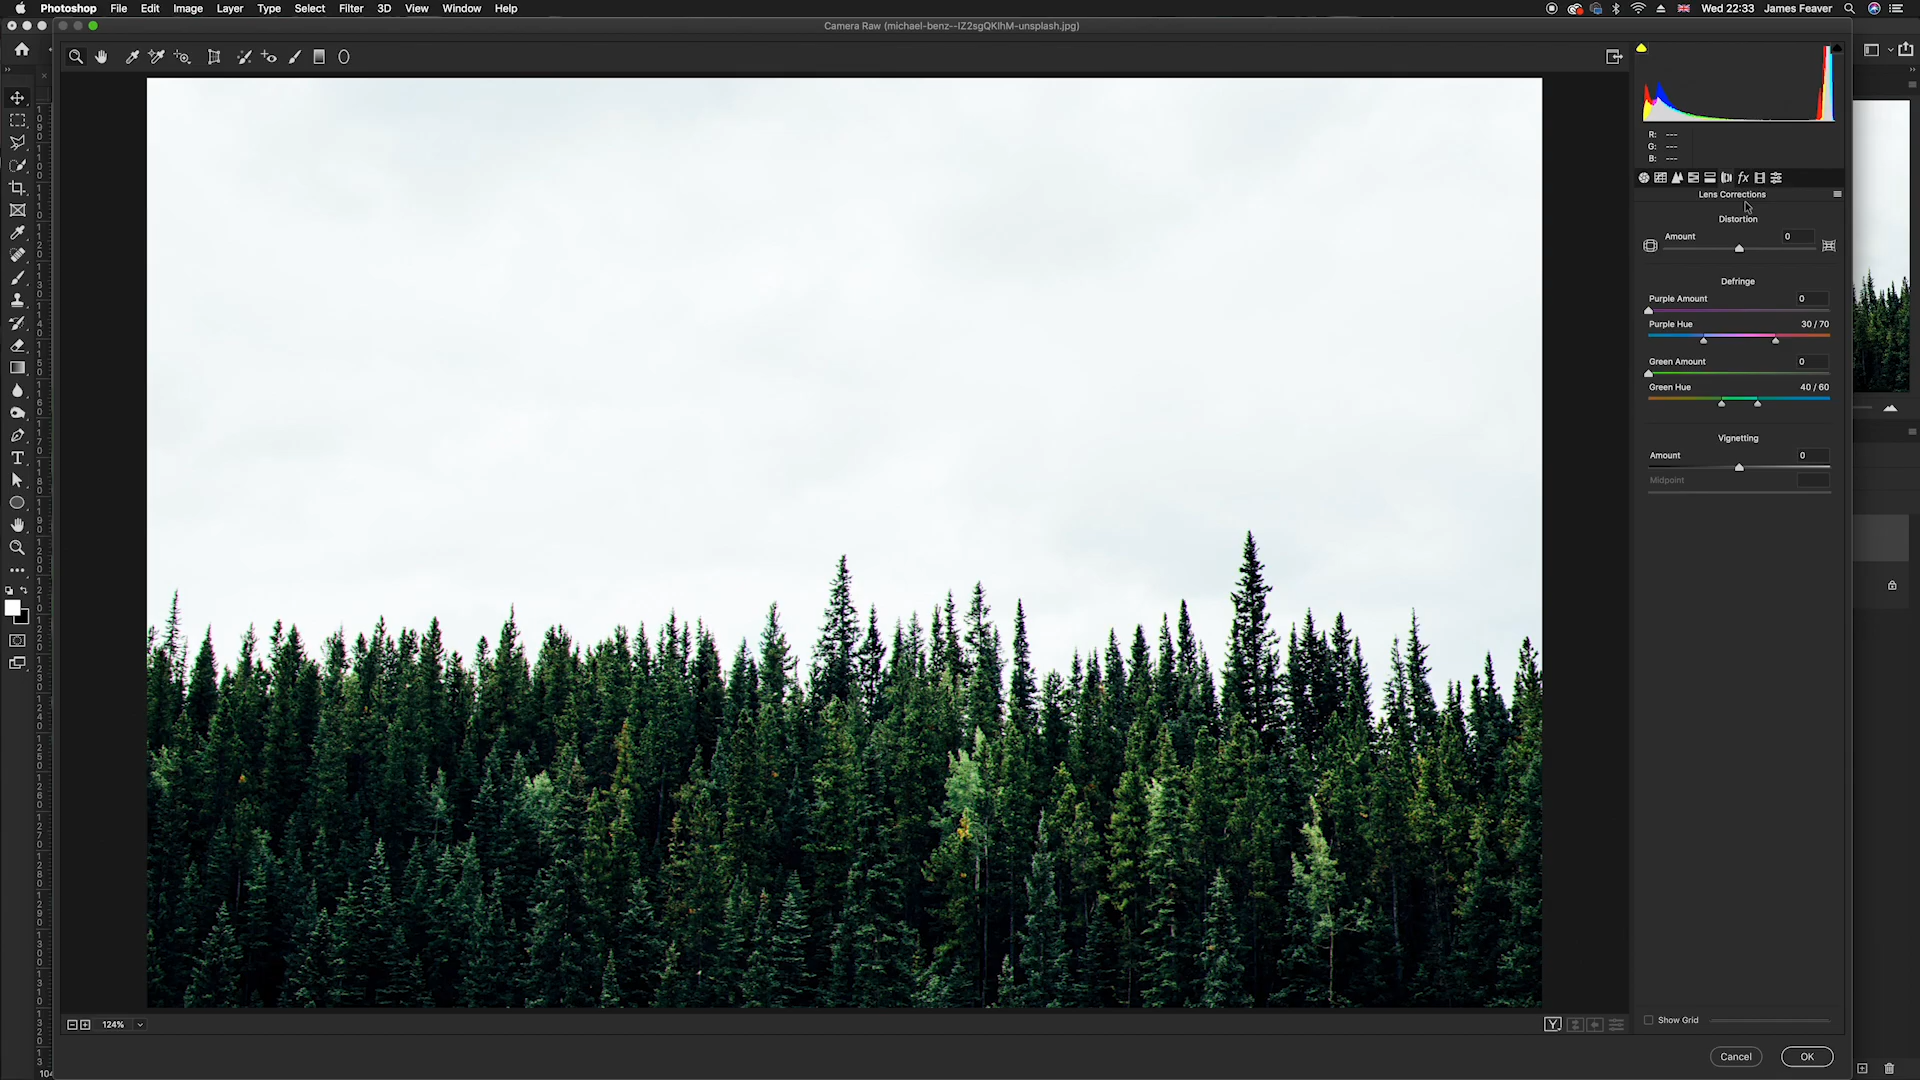 Photoshop File Edit Image Layer Type Select Filter 3D View Window Help Wed 22:33 James Feaver
Camera Raw (michael-benz--IZ2sgQKIhM-unsplash.jpg)
R: ---
G: ---
B: ---
fx
Lens Corrections
Distortion
Amount 0
Defringe
Purple Amount 0
Purple Hue 30 / 70
Green Amount 0
Green Hue 40 / 60
Vignetting
Amount 0
Midpoint
124%
Y
Show Grid
Cancel OK